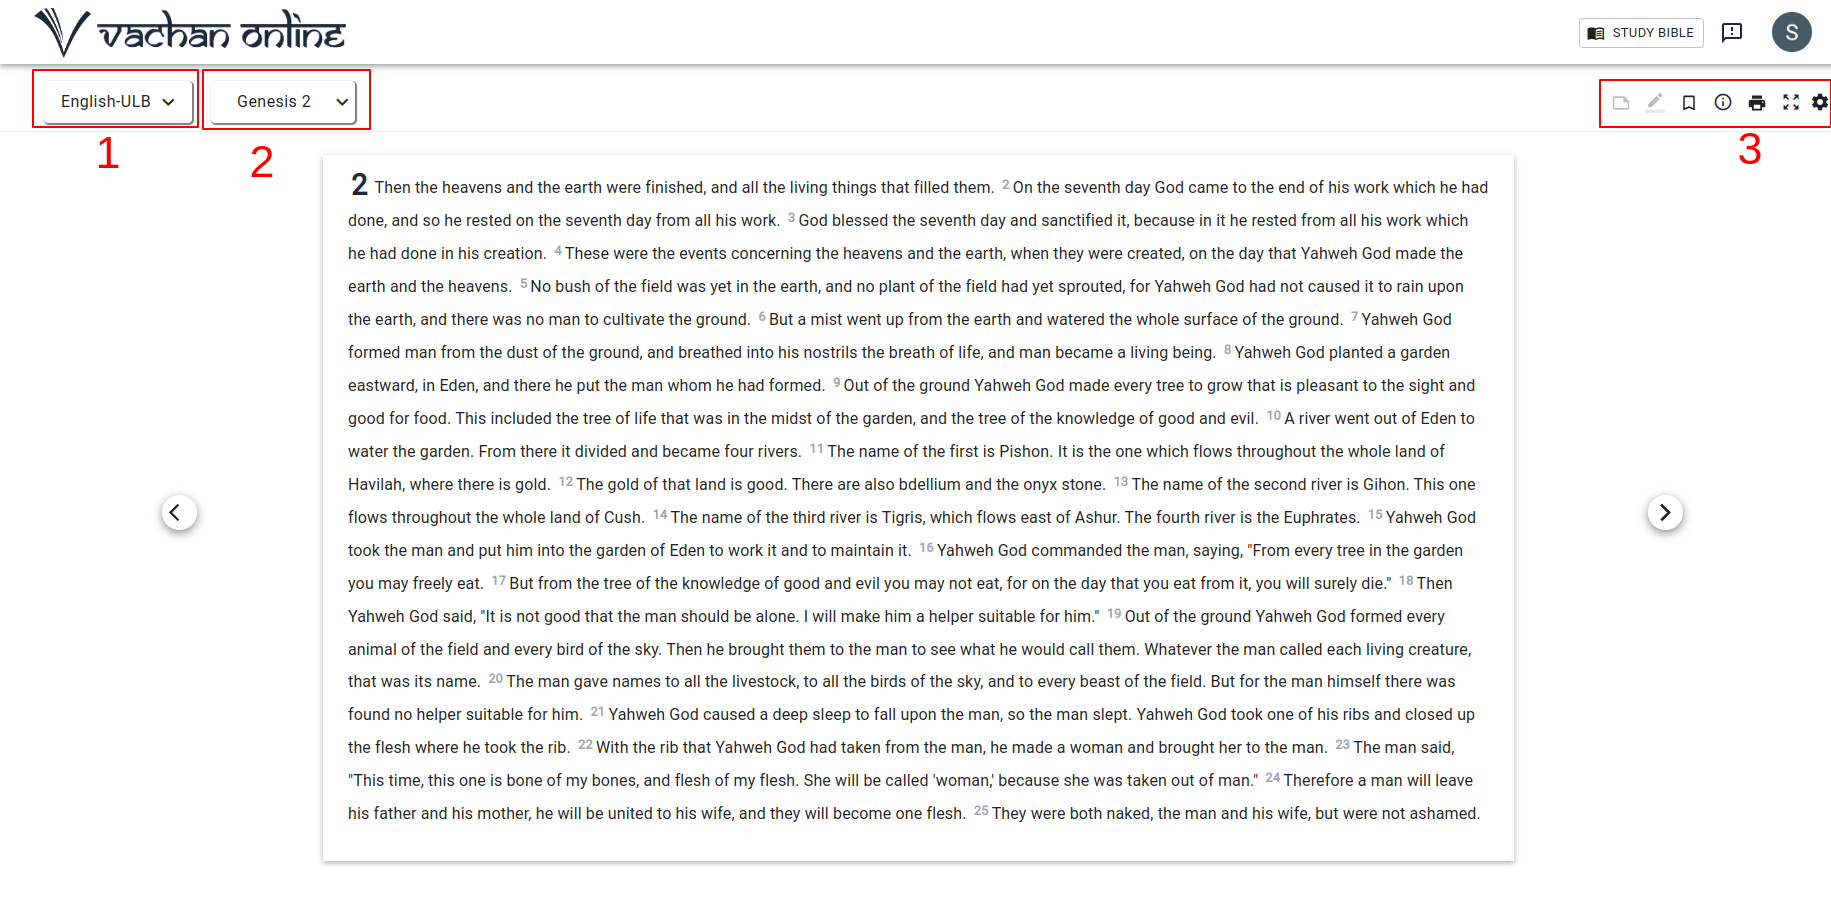 vachan online
STUDY BIBLE
S
English-ULB
Genesis 2
1
2
3
2 Then the heavens and the earth were finished, and all the living things that filled them. 2 On the seventh day God came to the end of his work which he had
done, and so he rested on the seventh day from all his work. 3 God blessed the seventh day and sanctified it, because in it he rested from all his work which
he had done in his creation. 4 These were the events concerning the heavens and the earth, when they were created, on the day that Yahweh God made the
earth and the heavens. 5 No bush of the field was yet in the earth, and no plant of the field had yet sprouted, for Yahweh God had not caused it to rain upon
the earth, and there was no man to cultivate the ground. 6 But a mist went up from the earth and watered the whole surface of the ground. 7 Yahweh God
formed man from the dust of the ground, and breathed into his nostrils the breath of life, and man became a living being. 8 Yahweh God planted a garden
eastward, in Eden, and there he put the man whom he had formed. 9 Out of the ground Yahweh God made every tree to grow that is pleasant to the sight and
good for food. This included the tree of life that was in the midst of the garden, and the tree of the knowledge of good and evil. 10 A river went out of Eden to
water the garden. From there it divided and became four rivers. 11 The name of the first is Pishon. It is the one which flows throughout the whole land of
Havilah, where there is gold. 12 The gold of that land is good. There are also bdellium and the onyx stone. 13 The name of the second river is Gihon. This one
flows throughout the whole land of Cush. 14 The name of the third river is Tigris, which flows east of Ashur. The fourth river is the Euphrates. 15 Yahweh God
took the man and put him into the garden of Eden to work it and to maintain it. 16 Yahweh God commanded the man, saying, "From every tree in the garden
you may freely eat. 17 But from the tree of the knowledge of good and evil you may not eat, for on the day that you eat from it, you will surely die." 18 Then
Yahweh God said, "It is not good that the man should be alone. I will make him a helper suitable for him." 19 Out of the ground Yahweh God formed every
animal of the field and every bird of the sky. Then he brought them to the man to see what he would call them. Whatever the man called each living creature,
that was its name. 20 The man gave names to all the livestock, to all the birds of the sky, and to every beast of the field. But for the man himself there was
found no helper suitable for him. 21 Yahweh God caused a deep sleep to fall upon the man, so the man slept. Yahweh God took one of his ribs and closed up
the flesh where he took the rib. 22 With the rib that Yahweh God had taken from the man, he made a woman and brought her to the man. 23 The man said,
"This time, this one is bone of my bones, and flesh of my flesh. She will be called 'woman,' because she was taken out of man." 24 Therefore a man will leave
his father and his mother, he will be united to his wife, and they will become one flesh. 25 They were both naked, the man and his wife, but were not ashamed.